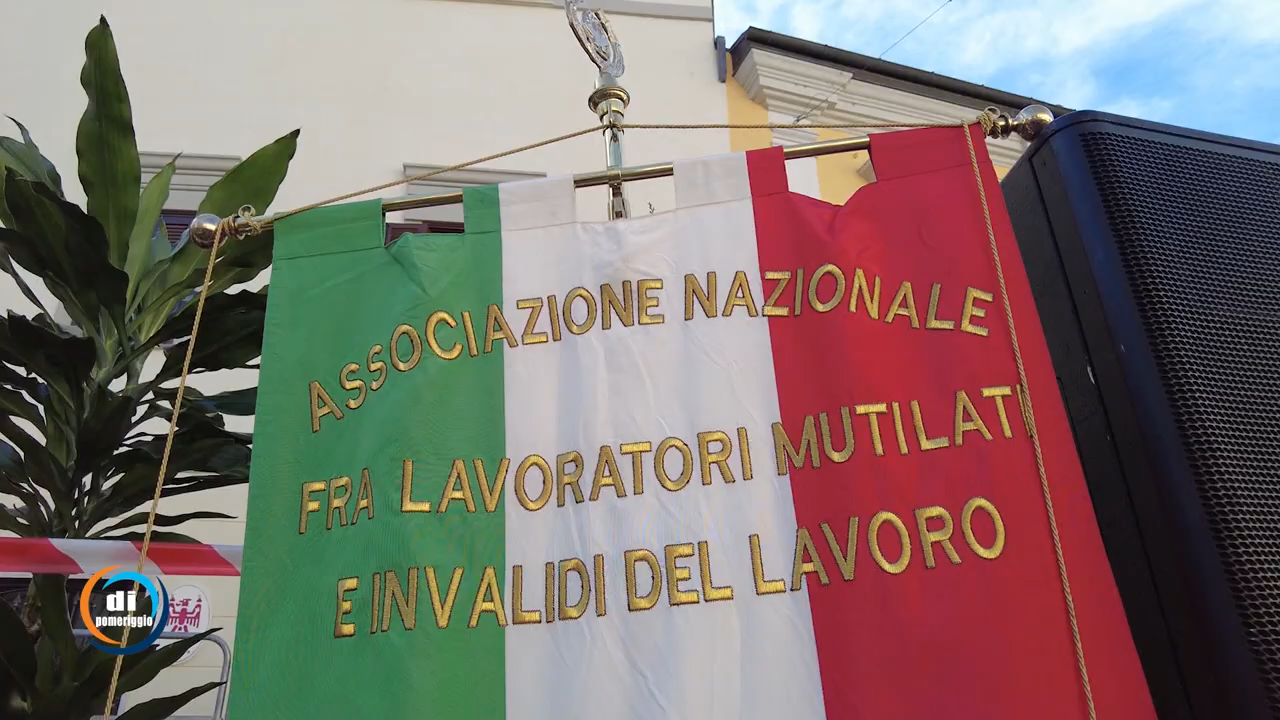 ASSOCIAZIONE NAZIONALE
FRA LAVORATORI MUTILATI
E INVALIDI DEL LAVORO
di
pomeriggio